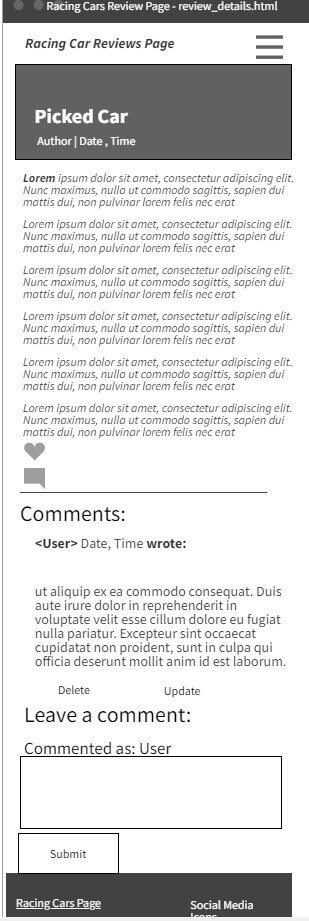 Racing Cars Review Page - review_details.html
Racing Car Reviews Page
Picked Car
Author | Date , Time
Lorem ipsum dolor sit amet, consectetur adipiscing elit.
Nunc maximus, nulla ut commodo sagittis, sapien dui
mattis dui, non pulvinar lorem felis nec erat
Lorem ipsum dolor sit amet, consectetur adipiscing elit.
Nunc maximus, nulla ut commodo sagittis, sapien dui
mattis dui, non pulvinar lorem felis nec erat
Lorem ipsum dolor sit amet, consectetur adipiscing elit.
Nunc maximus, nulla ut commodo sagittis, sapien dui
mattis dui, non pulvinar lorem felis nec erat
Lorem ipsum dolor sit amet, consectetur adipiscing elit.
Nunc maximus, nulla ut commodo sagittis, sapien dui
mattis dui, non pulvinar lorem felis nec erat
Lorem ipsum dolor sit amet, consectetur adipiscing elit.
Nunc maximus, nulla ut commodo sagittis, sapien dui
mattis dui, non pulvinar lorem felis nec erat
Lorem ipsum dolor sit amet, consectetur adipiscing elit.
Nunc maximus, nulla ut commodo sagittis, sapien dui
mattis dui, non pulvinar lorem felis nec erat
Comments:
<User> Date, Time wrote:
ut aliquip ex ea commodo consequat. Duis
aute irure dolor in reprehenderit in
voluptate velit esse cillum dolore eu fugiat
nulla pariatur. Excepteur sint occaecat
cupidatat non proident, sunt in culpa qui
officia deserunt mollit anim id est laborum.
Delete Update
Leave a comment:
Commented as: User
Submit
Racing Cars Page Social Media
Icons